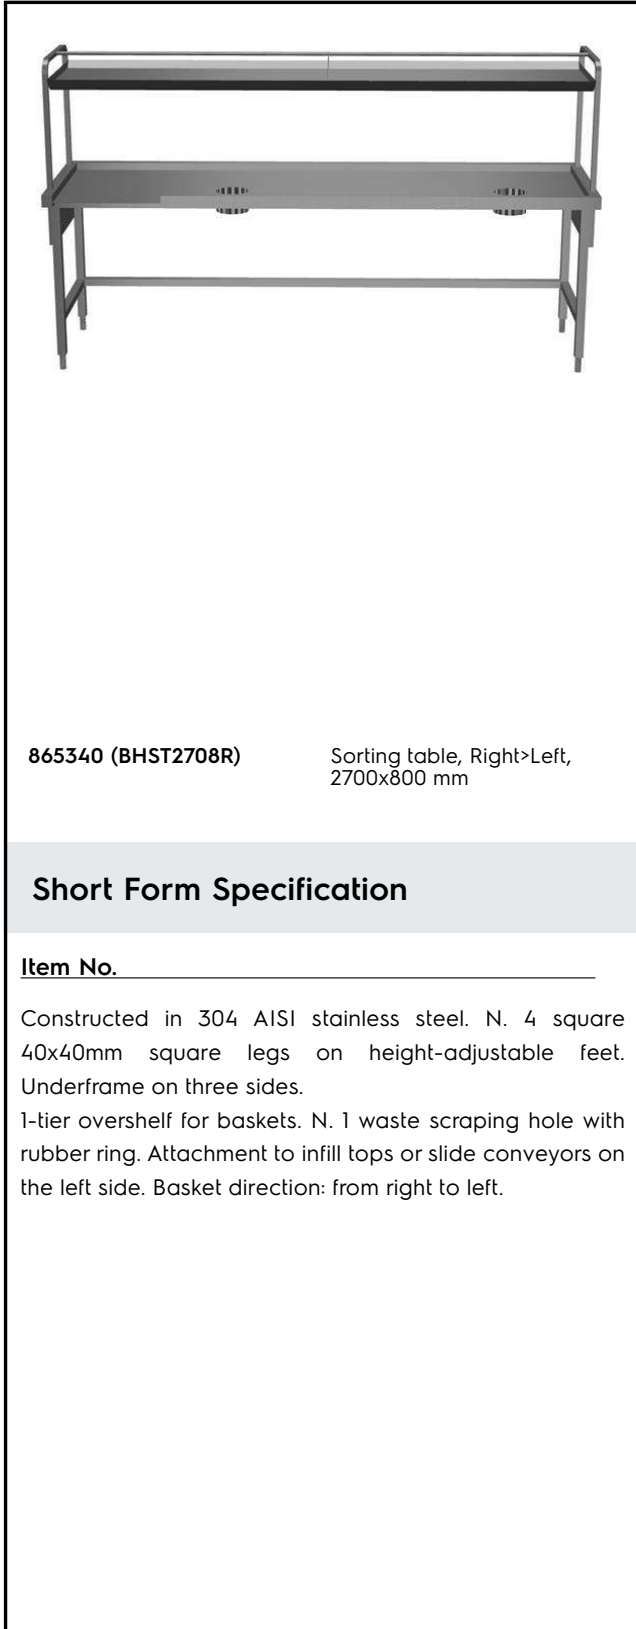 865340 (BHST2708R)
Sorting table, Right>Left,
2700x800 mm
Short Form Specification
Item No.
Constructed in 304 AISI stainless steel. N. 4 square
40x40mm square legs on height-adjustable feet.
Underframe on three sides.
1-tier overshelf for baskets. N. 1 waste scraping hole with
rubber ring. Attachment to infill tops or slide conveyors on
the left side. Basket direction: from right to left.